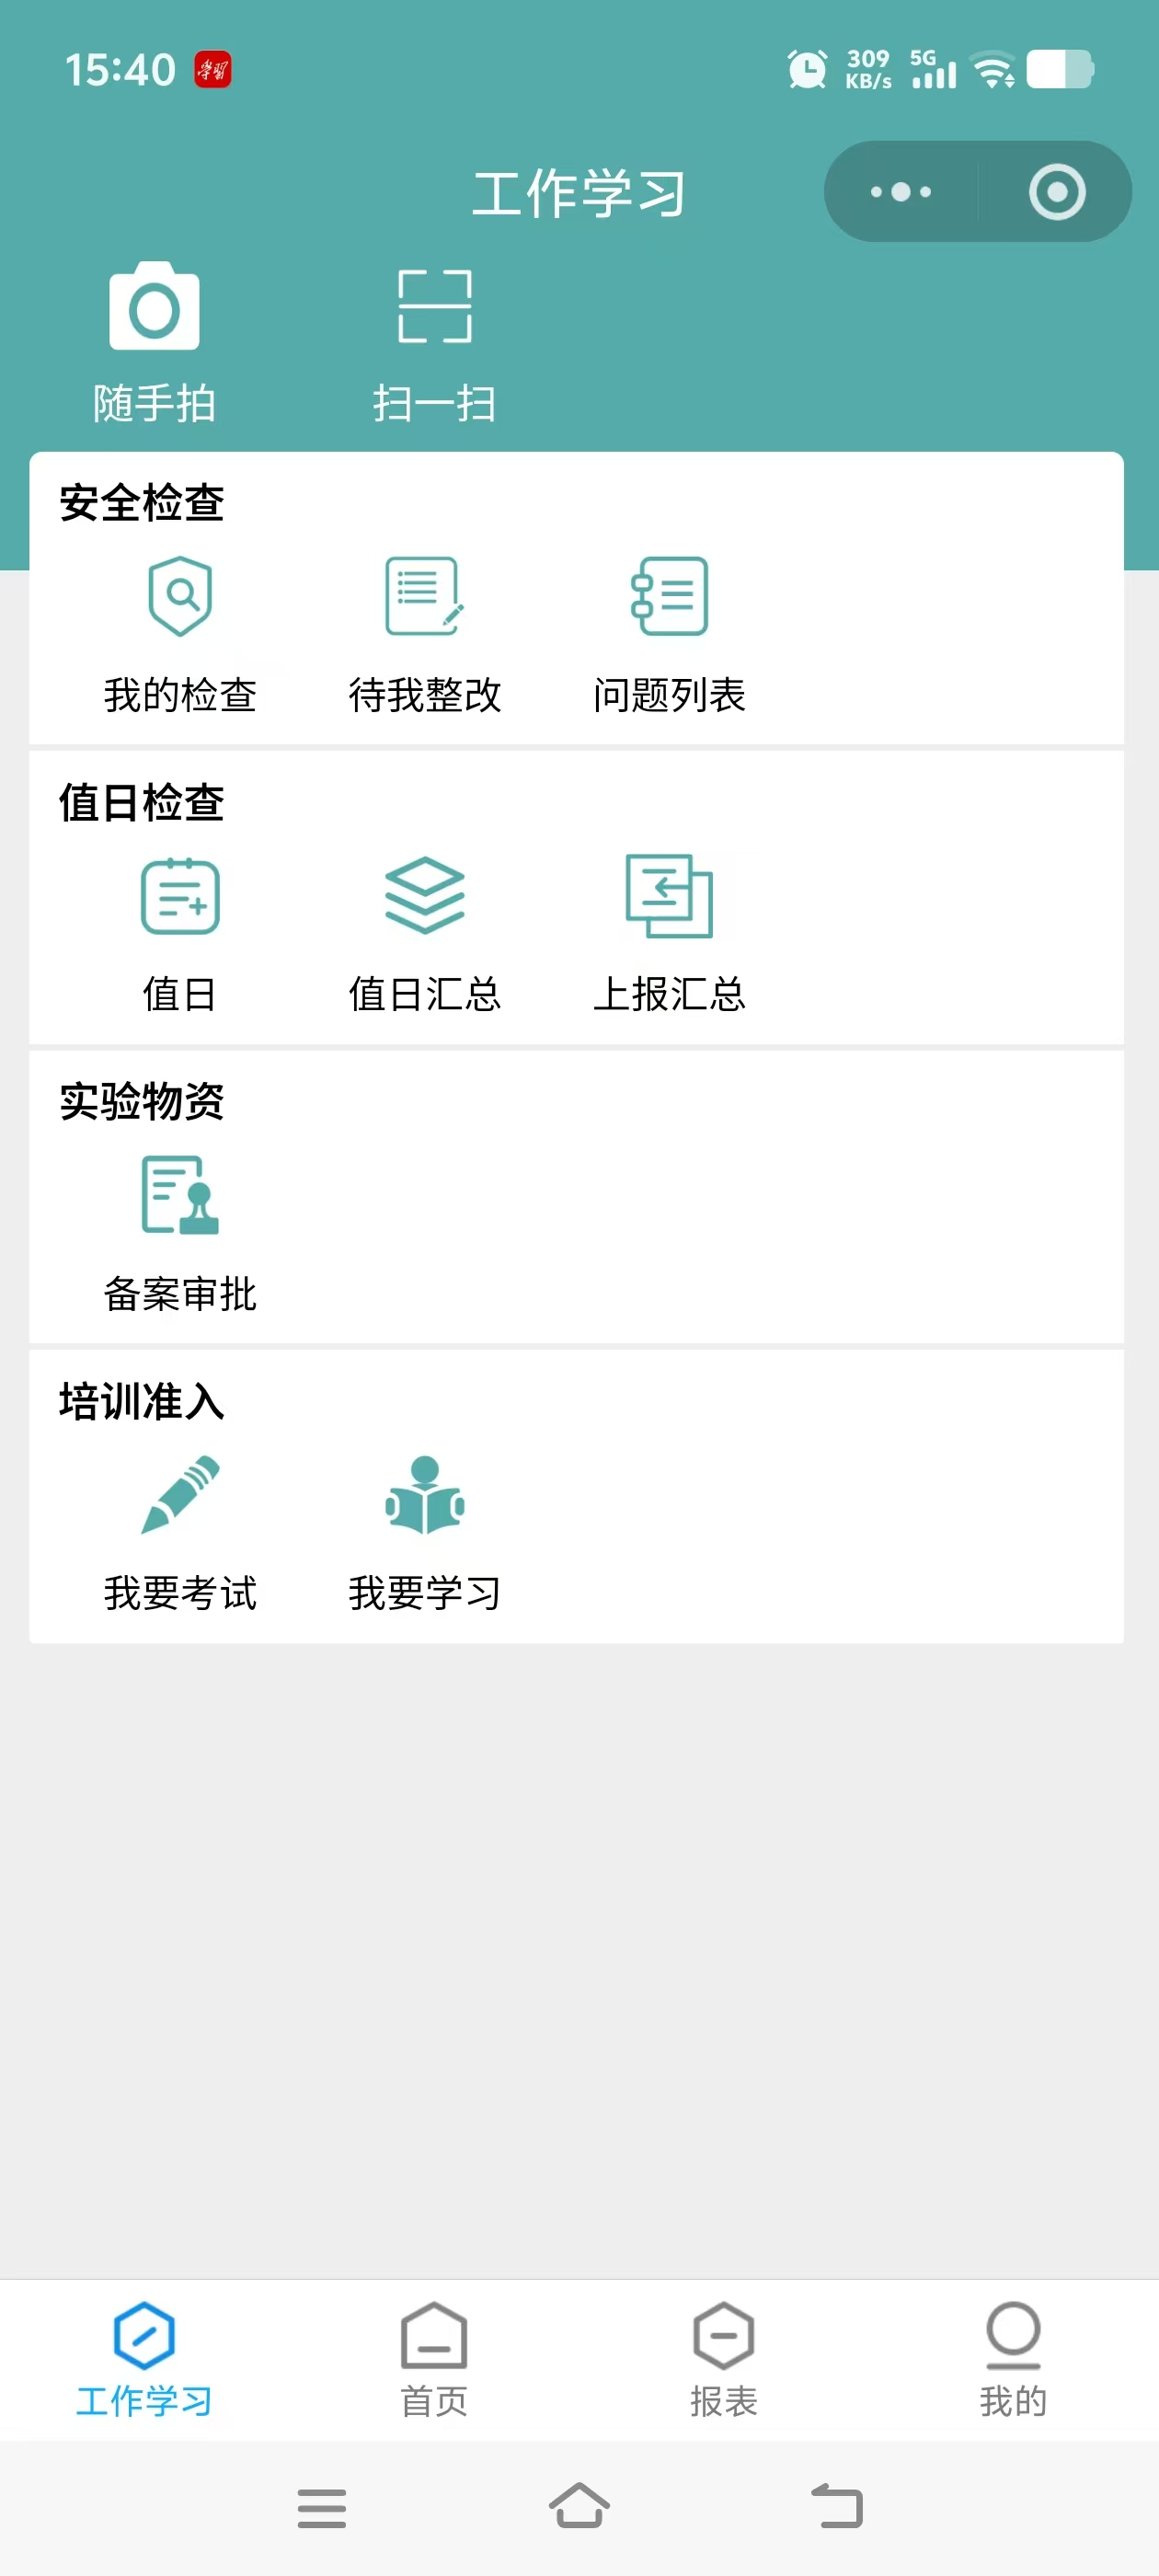 15:40 学习 309 KB/s 5G
工作学习
随手拍 扫一扫
安全检查
我的检查 待我整改 问题列表
值日检查
值日 值日汇总 上报汇总
实验物资
备案审批
培训准入
我要考试 我要学习
工作学习 首页 报表 我的